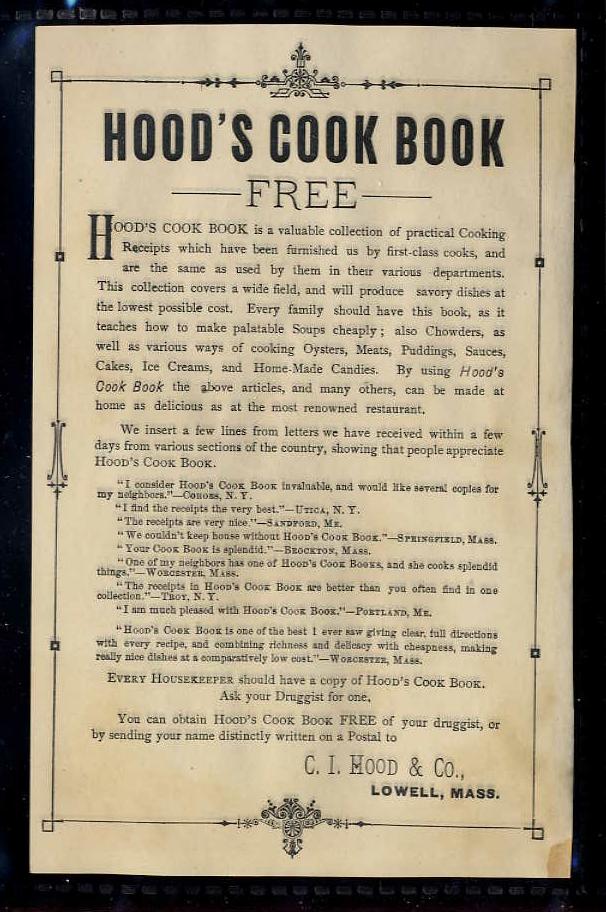 HOOD'S COOK BOOK
FREE
HOOD'S COOK BOOK is a valuable collection of practical Cooking
Receipts which have been furnished us by first-class cooks, and
are the same as used by them in their various departments.
This collection covers a wide field, and will produce savory dishes at
the lowest possible cost. Every family should have this book, as it
teaches how to make palatable Soups cheaply; also Chowders, as
well as various ways of cooking Oysters, Meats, Puddings, Sauces,
Cakes, Ice Creams, and Home-Made Candies. By using Hood's
Cook Book the above articles, and many others, can be made at
home as delicious as at the most renowned restaurant.
We insert a few lines from letters we have received within a few
days from various sections of the country, showing that people appreciate
HOOD'S COOK BOOK.
"I consider HOOD'S COOK BOOK invaluable, and would like several copies for
my neighbors."—COHOES, N. Y.
"I find the receipts the very best."—UTICA, N. Y.
"The receipts are very nice."—SANDFORD, ME.
"We couldn't keep house without HOOD'S COOK BOOK."—SPRINGFIELD, MASS.
"Your COOK BOOK is splendid."—BROCKTON, MASS.
"One of my neighbors has one of HOOD'S COOK BOOKS, and she cooks splendid
things."—WORCESTER, MASS.
"The receipts in HOOD'S COOK BOOK are better than you often find in one
collection."—TROY, N. Y.
"I am much pleased with HOOD'S COOK BOOK."—PORTLAND, ME.
"HOOD'S COOK BOOK is one of the best I ever saw giving clear, full directions
with every recipe, and combining richness and delicacy with cheapness, making
really nice dishes at a comparatively low cost."—WORCESTER, MASS.
EVERY HOUSEKEEPER should have a copy of HOOD'S COOK BOOK.
Ask your Druggist for one.
You can obtain HOOD'S COOK BOOK FREE of your druggist, or
by sending your name distinctly written on a Postal to
C. I. HOOD & CO.,
LOWELL, MASS.